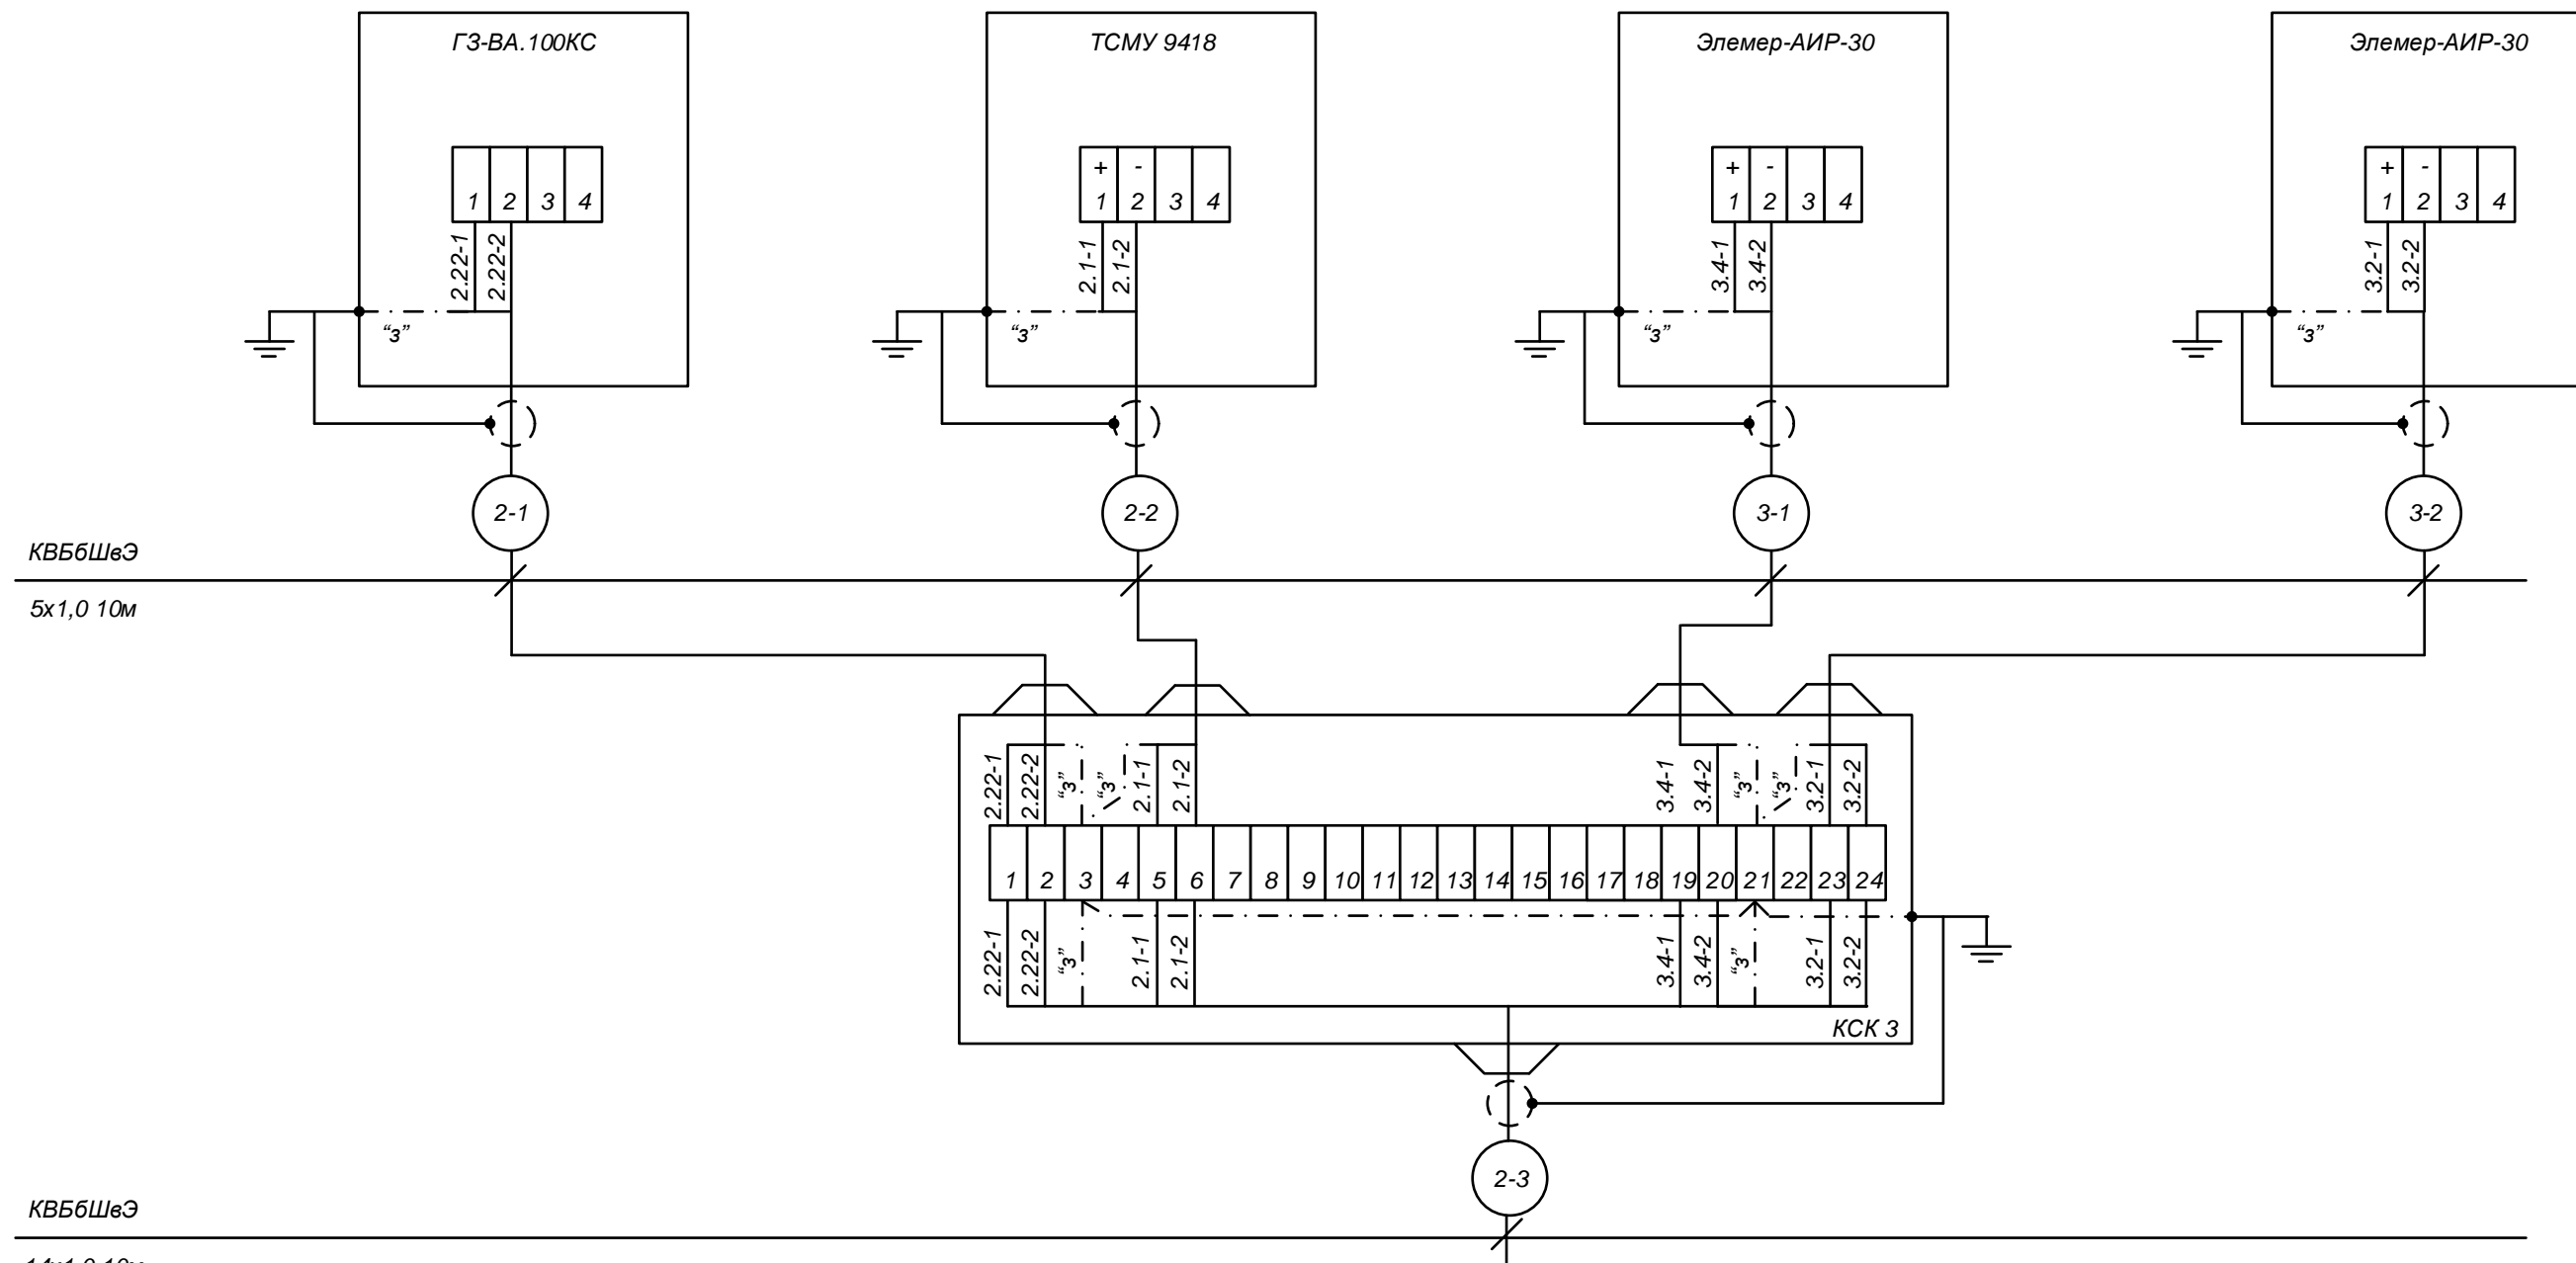 ГЗ-ВА.100КС
ТСМУ 9418
Элемер-АИР-30
Элемер-АИР-30
+ - + - + -
1 2 3 4
1 2 3 4
1 2 3 4
1 2 3 4
2.22-1
2.22-2
2.1-1
2.1-2
3.4-1
3.4-2
3.2-1
3.2-2
“з”
“з”
“з”
“з”
2-1
2-2
3-1
3-2
КВБбШвЭ
5х1,0 10м
2.22-1
2.22-2
“з”
“з”
2.1-1
2.1-2
3.4-1
3.4-2
“з”
“з”
3.2-1
3.2-2
1 2 3 4 5 6 7 8 9 10 11 12 13 14 15 16 17 18 19 20 21 22 23 24
2.22-1
2.22-2
“з”
2.1-1
2.1-2
3.4-1
3.4-2
“з”
3.2-1
3.2-2
КСК 3
2-3
КВБбШвЭ
14х1,0 10м